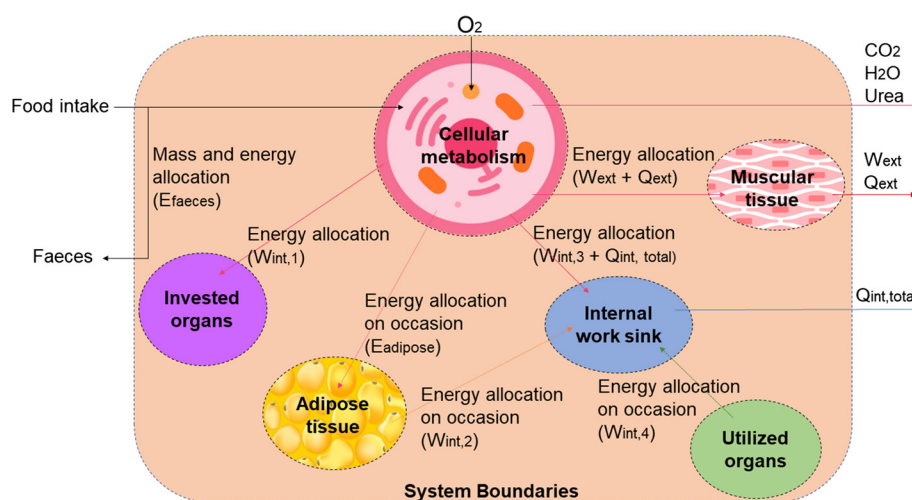 O2
CO2
H2O
Urea
Food intake
Cellular
metabolism
Mass and energy
allocation
(Efaeces)
Energy allocation
(Wext + Qext)
Muscular
tissue
Wext
Qext
Faeces
Energy allocation
(Wint,1)
Energy allocation
(Wint,3 + Qint, total)
Invested
organs
Energy allocation
on occasion
(Eadipose)
Internal
work sink
Qint,total
Adipose
tissue
Energy allocation
on occasion
(Wint,2)
Energy allocation
on occasion
(Wint,4)
Utilized
organs
System Boundaries